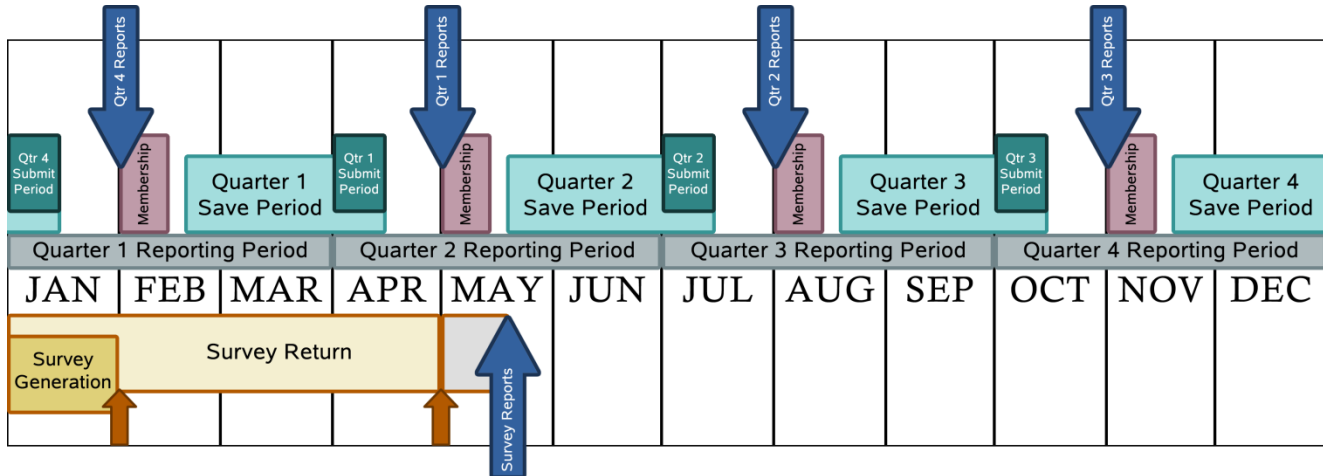 Qtr 4 Reports
Qtr 1 Reports
Qtr 2 Reports
Qtr 3 Reports
Qtr 4
Submit
Period
Membership
Quarter 1
Save Period
Qtr 1
Submit
Period
Membership
Quarter 2
Save Period
Qtr 2
Submit
Period
Membership
Quarter 3
Save Period
Qtr 3
Submit
Period
Membership
Quarter 4
Save Period
Quarter 1 Reporting Period
Quarter 2 Reporting Period
Quarter 3 Reporting Period
Quarter 4 Reporting Period
JAN
FEB
MAR
APR
MAY
JUN
JUL
AUG
SEP
OCT
NOV
DEC
Survey
Generation
Survey Return
Survey Reports